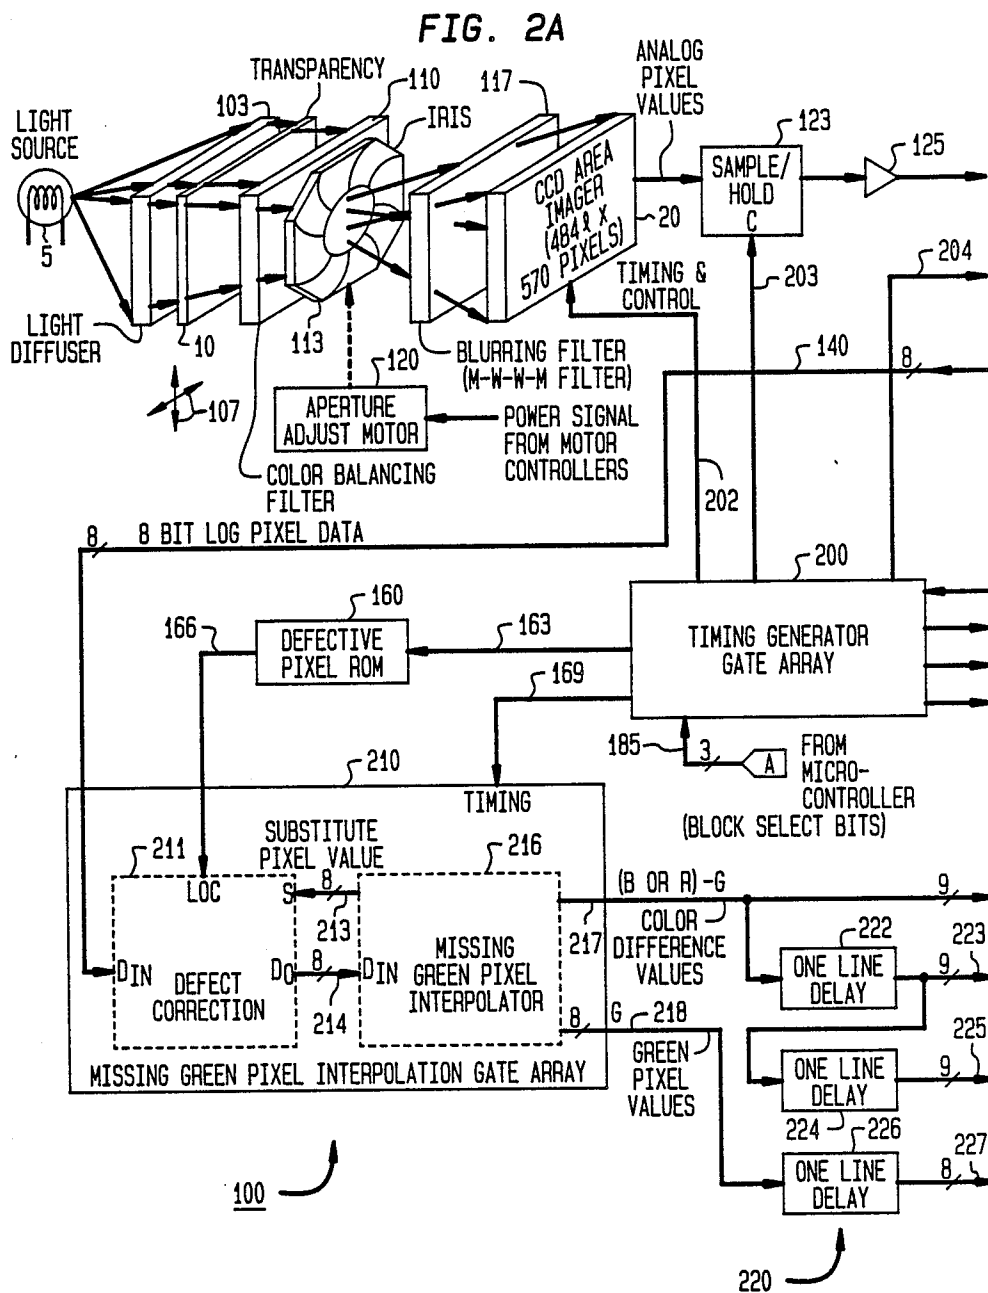 FIG. 2A
ANALOG
PIXEL
VALUES
TRANSPARENCY
103
110
IRIS
117
LIGHT
SOURCE
5
CCD AREA
IMAGER
(484ℓ X
570 PIXELS)
20
SAMPLE/
HOLD
C
123
125
TIMING &
CONTROL
203
204
LIGHT
DIFFUSER
10
113
107
120
BLURRING FILTER
(M-W-W-M FILTER)
140
8
APERTURE
ADJUST MOTOR
POWER SIGNAL
FROM MOTOR
CONTROLLERS
COLOR BALANCING
FILTER
202
8
8 BIT LOG PIXEL DATA
200
TIMING GENERATOR
GATE ARRAY
166
160
DEFECTIVE
PIXEL ROM
163
169
185
3
A
FROM
MICRO-
CONTROLLER
(BLOCK SELECT BITS)
210
TIMING
211
SUBSTITUTE
PIXEL VALUE
216
LOC
S
8
213
DIN
DEFECT
CORRECTION
DO
8
214
DIN
MISSING
GREEN PIXEL
INTERPOLATOR
217
(B OR R)-G
COLOR
DIFFERENCE
VALUES
9
222
ONE LINE
DELAY
9
223
8
G
218
GREEN
PIXEL
VALUES
MISSING GREEN PIXEL INTERPOLATION GATE ARRAY
ONE LINE
DELAY
224
9
225
226
ONE LINE
DELAY
8
227
100
220